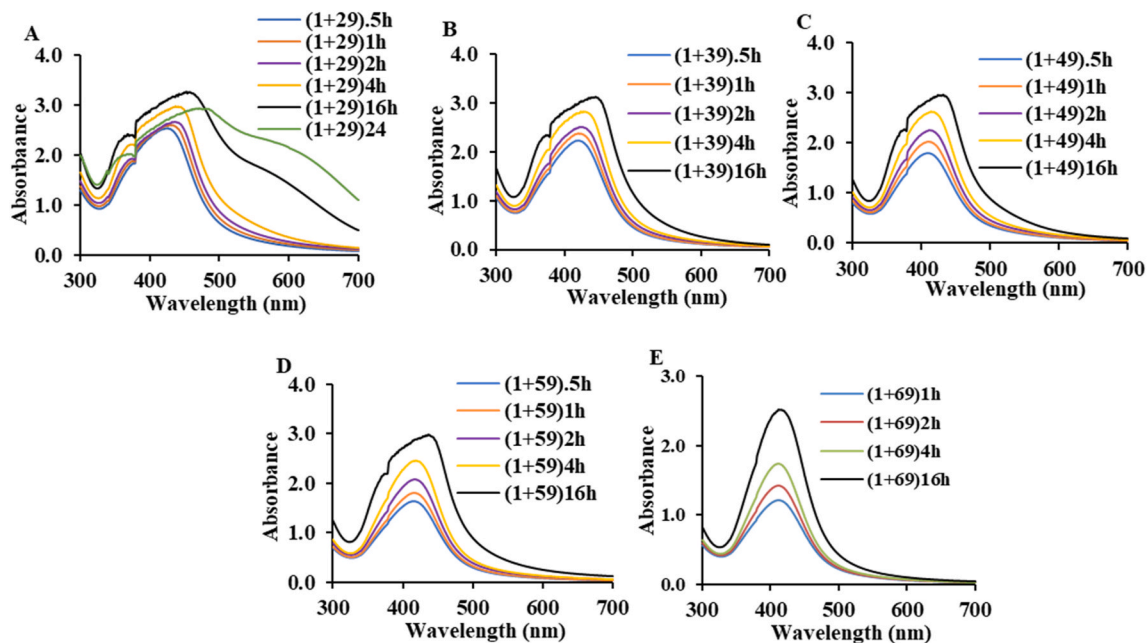 A
(1+29).5h
(1+29)1h
(1+29)2h
(1+29)4h
(1+29)16h
(1+29)24
4.0
3.0
2.0
1.0
0.0
Absorbance
300 400 500 600 700
Wavelength (nm)
B
(1+39).5h
(1+39)1h
(1+39)2h
(1+39)4h
(1+39)16h
4.0
3.0
2.0
1.0
0.0
Absorbance
300 400 500 600 700
Wavelength (nm)
C
(1+49).5h
(1+49)1h
(1+49)2h
(1+49)4h
(1+49)16h
4.0
3.0
2.0
1.0
0.0
Absorbance
300 400 500 600 700
Wavelength (nm)
D
(1+59).5h
(1+59)1h
(1+59)2h
(1+59)4h
(1+59)16h
4.0
3.0
2.0
1.0
0.0
Absorbance
300 400 500 600 700
Wavelength (nm)
E
(1+69)1h
(1+69)2h
(1+69)4h
(1+69)16h
3.0
2.0
1.0
0.0
Absorbance
300 400 500 600 700
Wavelength (nm)